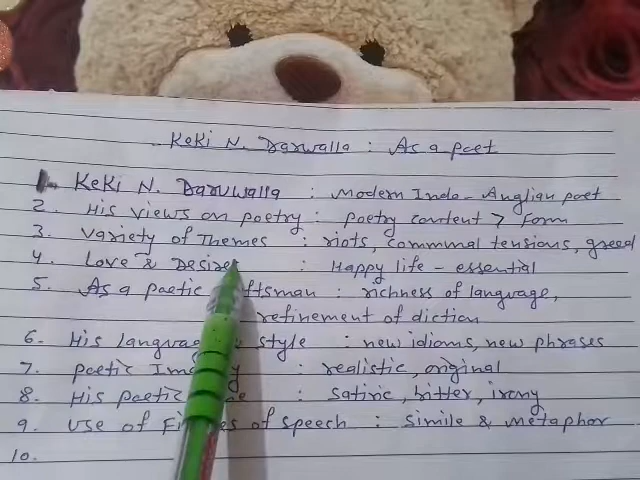 Keki N. Daruwalla : As a poet
1. Keki N. Daruwalla : Modern Indo-Anglian poet
2. His views on poetry : poetry content > Form
3. Variety of Themes : riots, communal tensions, greed
4. Love & Desire : Happy life - essential
5. As a poetic ftsman : richness of language,
refinement of diction
6. His language style : new idioms, new phrases
7. poetic Im y : realistic, original
8. His poetic : satiric, bitter, irony
9. Use of Fi es of speech : simile & metaphor
10.